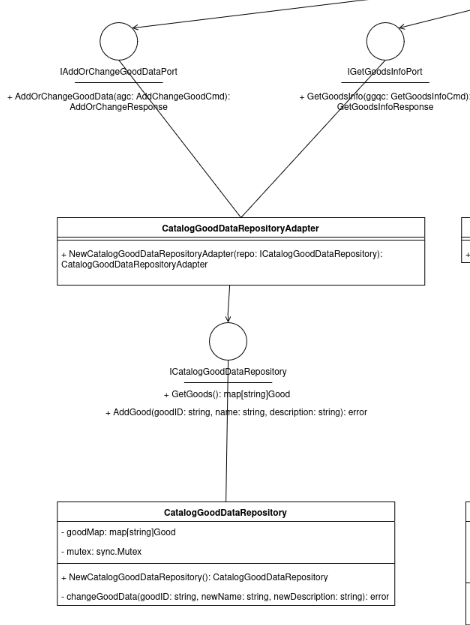 IAddOrChangeGoodDataPort
+ AddOrChangeGoodData(agc: AddChangeGoodCmd):
AddOrChangeResponse
IGetGoodsInfoPort
+ GetGoodsInfo(ggqc: GetGoodsInfoCmd):
GetGoodsInfoResponse
CatalogGoodDataRepositoryAdapter
+ NewCatalogGoodDataRepositoryAdapter(repo: ICatalogGoodDataRepository):
CatalogGoodDataRepositoryAdapter
+
ICatalogGoodDataRepository
+ GetGoods(): map[string]Good
+ AddGood(goodID: string, name: string, description: string): error
CatalogGoodDataRepository
- goodMap: map[string]Good
- mutex: sync.Mutex
+ NewCatalogGoodDataRepository(): CatalogGoodDataRepository
- changeGoodData(goodID: string, newName: string, newDescription: string): error